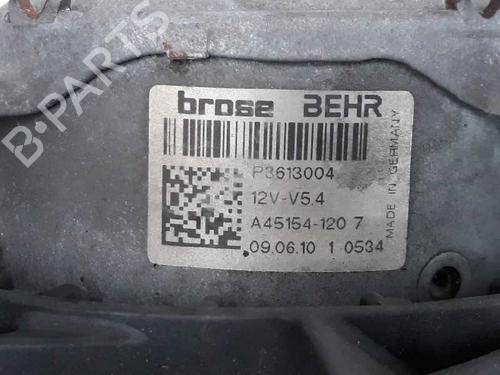 brose BEHR
P3613004
12V-V5.4
A45154-120 7
09.06.10 1 0534
MADE IN GERMANY
B-PARTS